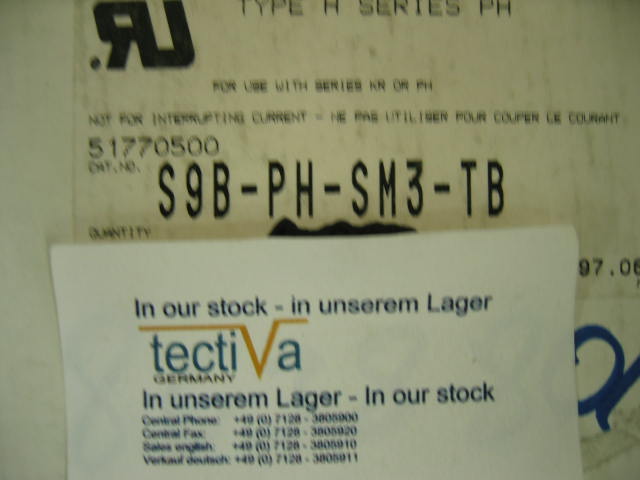 TYPE H SERIES PH
FOR USE WITH SERIES KR OR PH
NOT FOR INTERRUPTING CURRENT - NE PAS UTILISER POUR COUPER LE COURANT
51770500
CAT.NO.
S9B-PH-SM3-TB
QUANTITY
97.06
In our stock - in unserem Lager
tectiVa
GERMANY
In unserem Lager - In our stock
Central Phone: +49 (0) 7128 - 3805900
Central Fax: +49 (0) 7128 - 3805920
Sales english: +49 (0) 7128 - 3805910
Verkauf deutsch: +49 (0) 7128 - 3805911